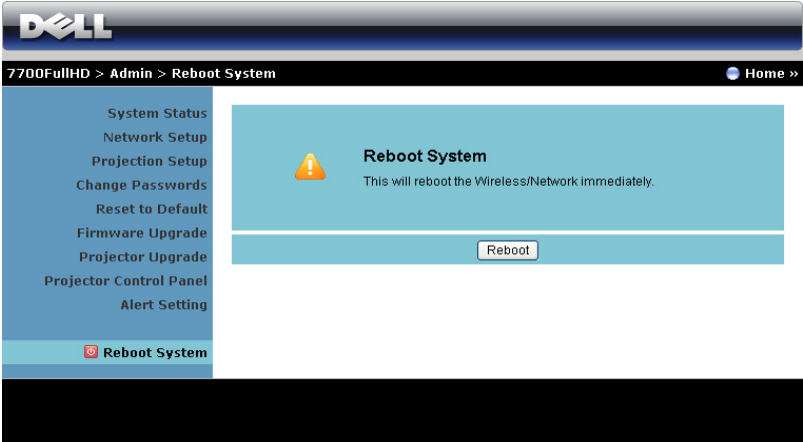 DELL
7700FullHD > Admin > Reboot System
Home »
System Status
Network Setup
Projection Setup
Change Passwords
Reset to Default
Firmware Upgrade
Projector Upgrade
Projector Control Panel
Alert Setting
Reboot System
Reboot System
This will reboot the Wireless/Network immediately.
Reboot